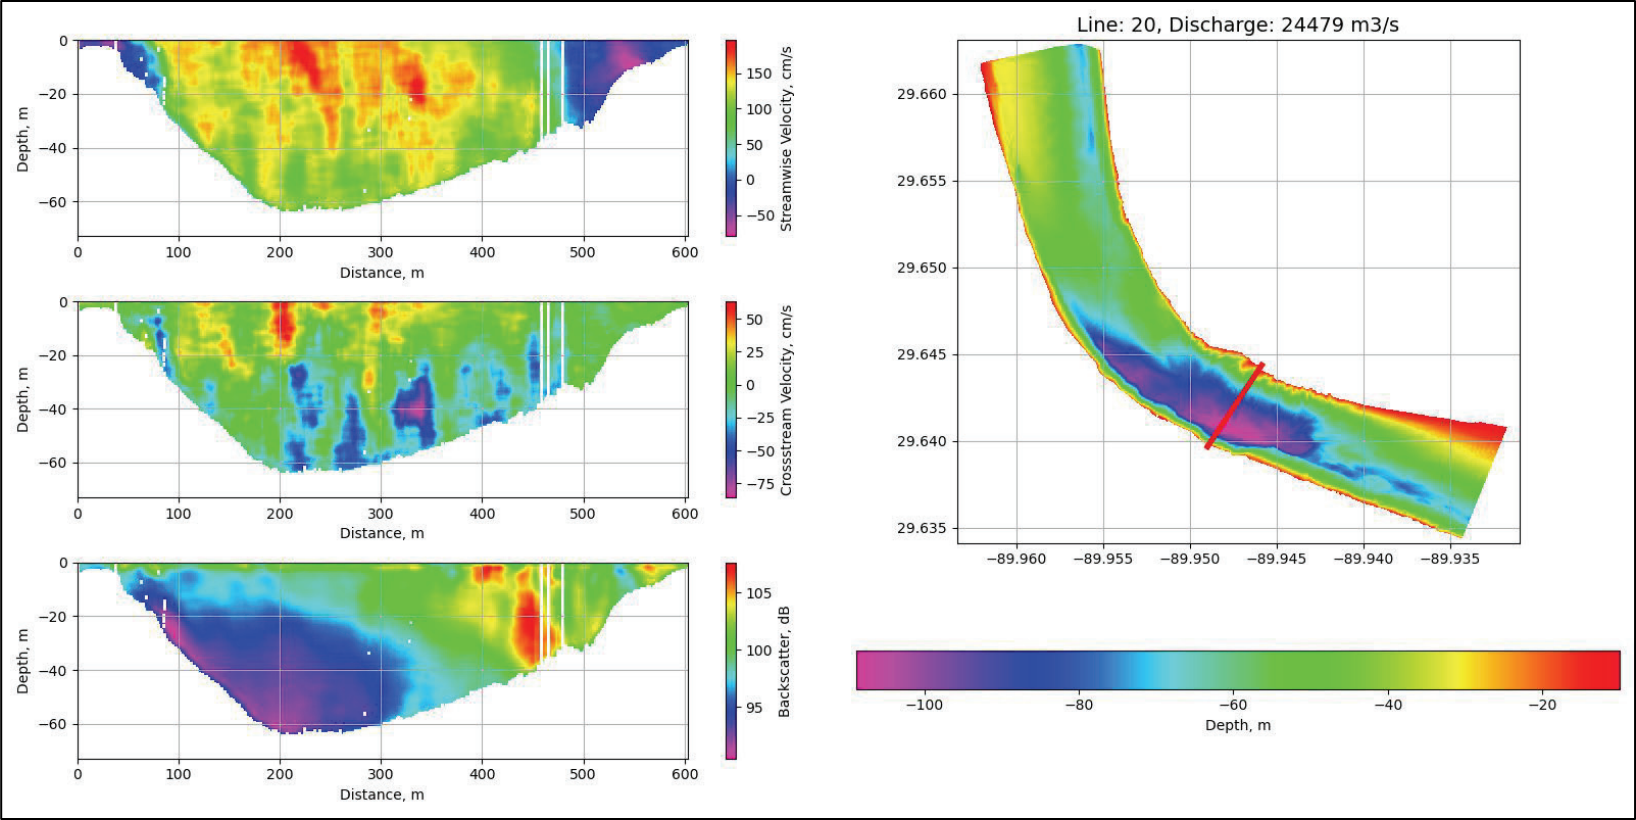 0
−20
−40
−60
Depth, m
0 100 200 300 400 500 600
Distance, m
150
100
50
0
−50
Streamwise Velocity, cm/s
0
−20
−40
−60
Depth, m
0 100 200 300 400 500 600
Distance, m
50
25
0
−25
−50
−75
Crossstream Velocity, cm/s
0
−20
−40
−60
Depth, m
0 100 200 300 400 500 600
Distance, m
105
100
95
Backscatter, dB
Line: 20, Discharge: 24479 m3/s
29.660
29.655
29.650
29.645
29.640
29.635
−89.960 −89.955 −89.950 −89.945 −89.940 −89.935
−100 −80 −60 −40 −20
Depth, m